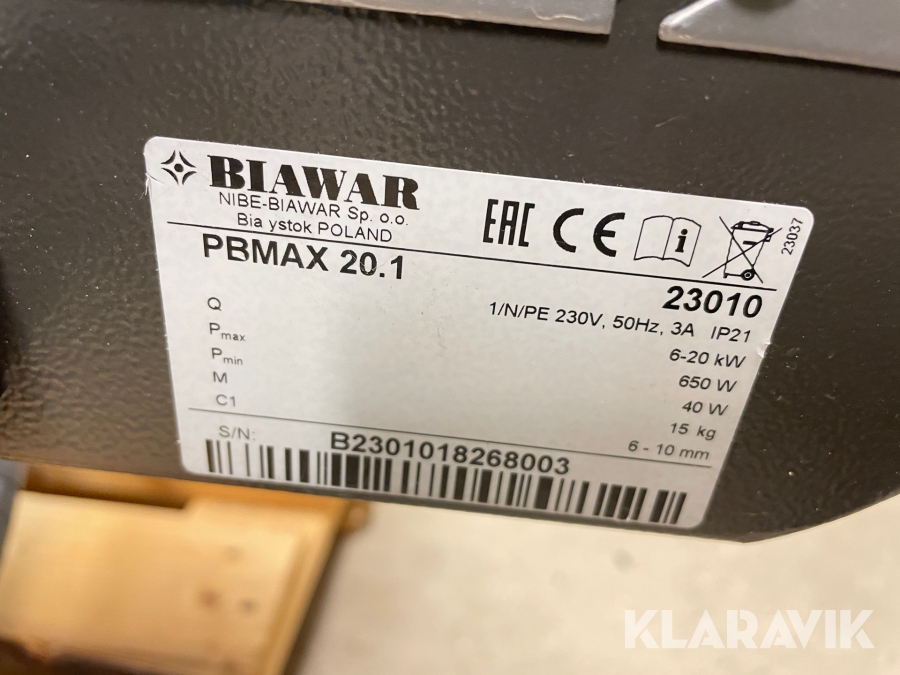 BIAWAR
NIBE-BIAWAR Sp. o.o.
Bia ystok POLAND
EAC CE i
23037
PBMAX 20.1
23010
1/N/PE 230V, 50Hz, 3A IP21
Q 6-20 kW
Pmax 650 W
Pmin 40 W
M 15 kg
C1 6 - 10 mm
S/N: B2301018268003
KLARAVIK